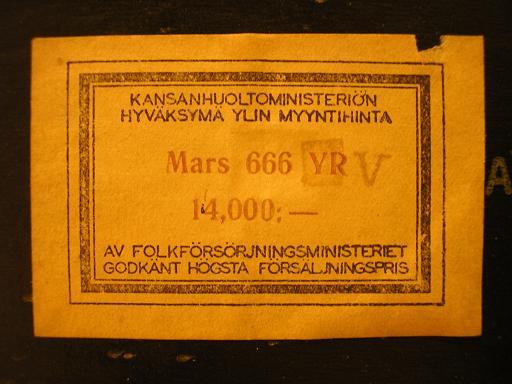 KANSANHUOLTOMINISTERIÖN
HYVÄKSYMÄ YLIN MYYNTIHINTA
Mars 666 YR V
14,000: —
AV FOLKFÖRSÖRJNINGSMINISTERIET
GODKÄNT HÖGSTA FÖRSÄLJNINGSPRIS
A